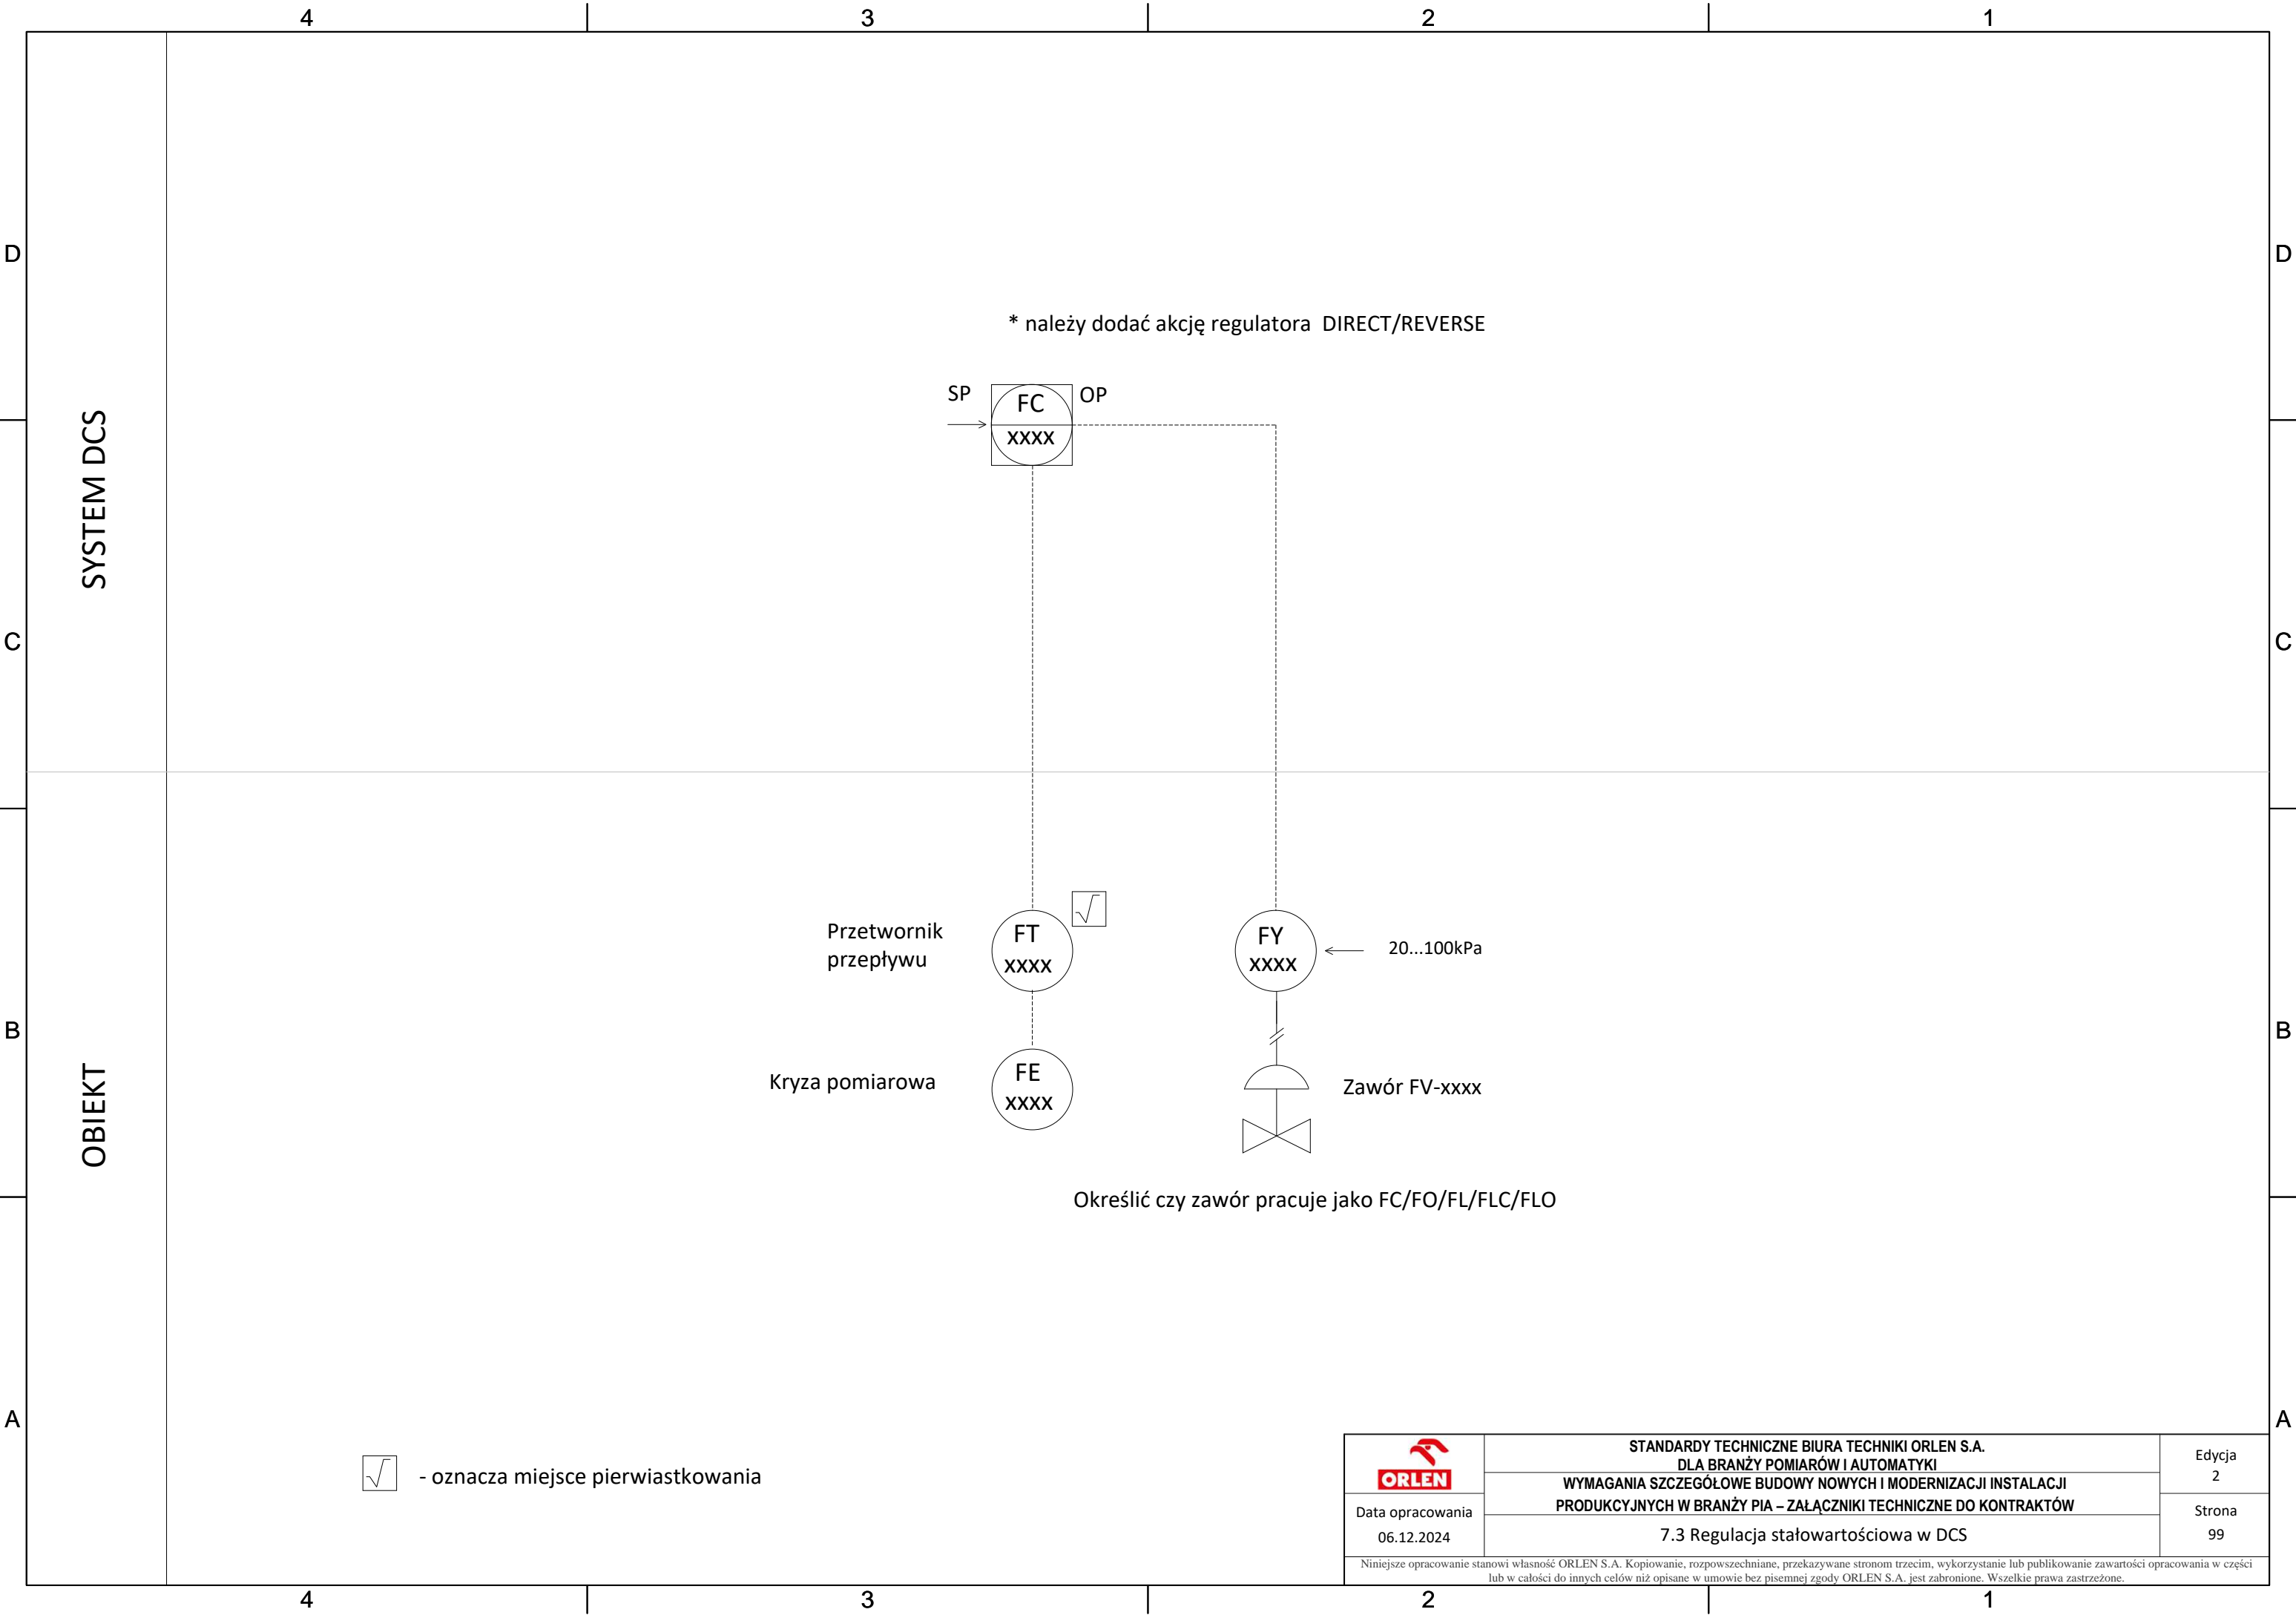 4 3 2 1
D D
* należy dodać akcję regulatora DIRECT/REVERSE
SP FC OP
xxxx
SYSTEM DCS
C C
Przetwornik
przepływu
FT
xxxx
FY
xxxx
20...100kPa
B B
Kryza pomiarowa
FE
xxxx
Zawór FV-xxxx
OBIEKT
Określić czy zawór pracuje jako FC/FO/FL/FLC/FLO
A A
- oznacza miejsce pierwiastkowania
ORLEN
STANDARDY TECHNICZNE BIURA TECHNIKI ORLEN S.A.
DLA BRANŻY POMIARÓW I AUTOMATYKI
WYMAGANIA SZCZEGÓŁOWE BUDOWY NOWYCH I MODERNIZACJI INSTALACJI
PRODUKCYJNYCH W BRANŻY PIA – ZAŁĄCZNIKI TECHNICZNE DO KONTRAKTÓW
Edycja
2
Data opracowania
06.12.2024
7.3 Regulacja stałowartościowa w DCS
Strona
99
Niniejsze opracowanie stanowi własność ORLEN S.A. Kopiowanie, rozpowszechniane, przekazywane stronom trzecim, wykorzystanie lub publikowanie zawartości opracowania w części
lub w całości do innych celów niż opisane w umowie bez pisemnej zgody ORLEN S.A. jest zabronione. Wszelkie prawa zastrzeżone.
4 3 2 1